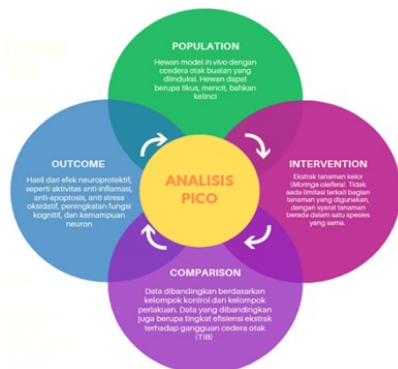 POPULATION
Hewan model in vivo dengan
ccedera otak buatan yang
diinduksi. Hewan dapat
berupa tikus, mencit, bahkan
kelinci
OUTCOME
Hasil dari efek neuroprotektif,
seperti aktivitas anti-inflamasi,
anti-apoptosis, anti stress
oksidatif, peningkatan fungsi
kognitif, dan kemampuan
neuron
ANALISIS
PICO
INTERVENTION
Ekstrak tanaman kelor
(Moringa oleifera). Tidak
ada limitasi terkait bagian
tanaman yang digunakan,
dengan syarat tanaman
berada dalam satu spesies
yang sama.
COMPARISON
Data dibandingkan berdasarkan
kelompok kontrol dan kelompok
perlakuan. Data yang dibandingkan
juga berupa tingkat efisiensi ekstrak
terhadap gangguan cedera otak
(TIB)